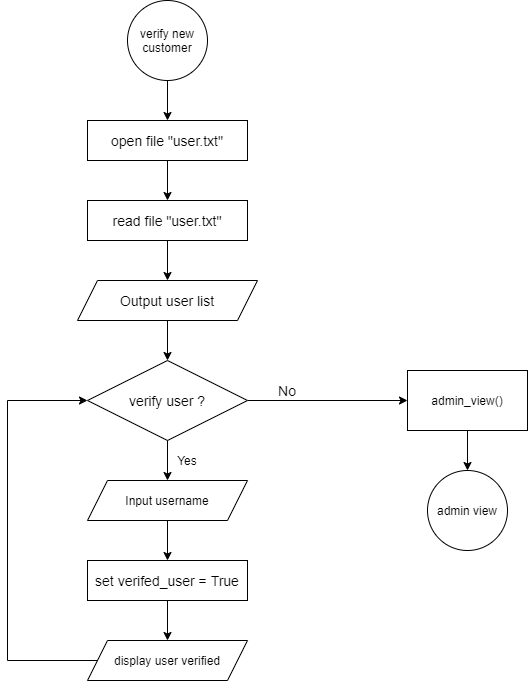 verify new
customer
open file "user.txt"
read file "user.txt"
Output user list
verify user ?
No
admin_view()
Yes
Input username
admin view
set verifed_user = True
display user verified